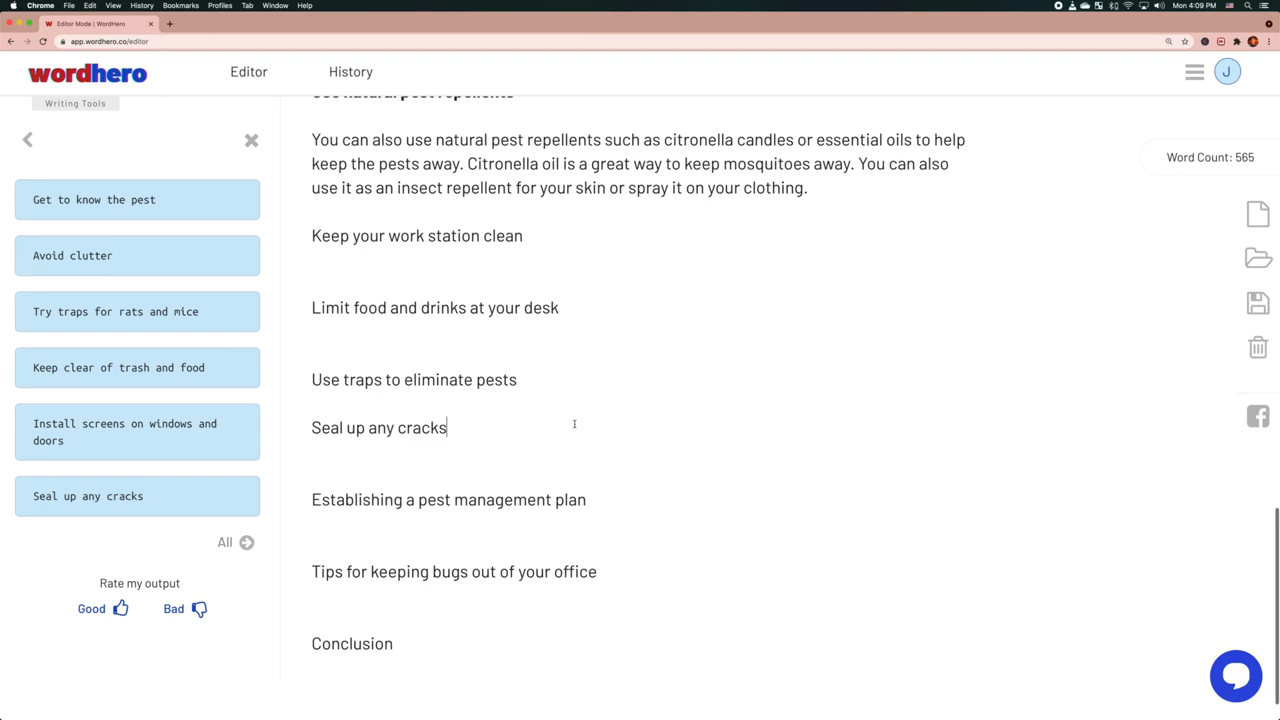 Chrome File Edit View History Bookmarks Profiles Tab Window Help
Mon 4:09 PM
Editor Mode | WordHero
app.wordhero.co/editor
wordhero
Editor
History
J
Writing Tools
Use natural pest repellents
Word Count: 565
You can also use natural pest repellents such as citronella candles or essential oils to help
keep the pests away. Citronella oil is a great way to keep mosquitoes away. You can also
use it as an insect repellent for your skin or spray it on your clothing.
Keep your work station clean
Limit food and drinks at your desk
Use traps to eliminate pests
Seal up any cracks
Establishing a pest management plan
Tips for keeping bugs out of your office
Conclusion
Get to know the pest
Avoid clutter
Try traps for rats and mice
Keep clear of trash and food
Install screens on windows and
doors
Seal up any cracks
All
Rate my output
Good
Bad